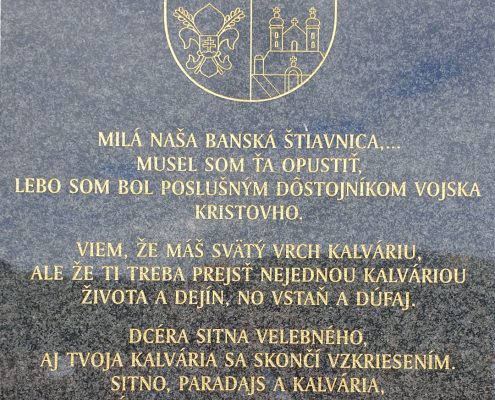 MILÁ NAŠA BANSKÁ ŠTIAVNICA,...
MUSEL SOM ŤA OPUSTIŤ,
LEBO SOM BOL POSLUŠNÝM DÔSTOJNÍKOM VOJSKA
KRISTOVHO.
VIEM, ŽE MÁŠ SVÄTÝ VRCH KALVÁRIU,
ALE ŽE TI TREBA PREJSŤ NEJEDNOU KALVÁRIOU
ŽIVOTA A DEJÍN, NO VSTAŇ A DÚFAJ.
DCÉRA SITNA VELEBNÉHO,
AJ TVOJA KALVÁRIA SA SKONČÍ VZKRIESENÍM.
SITNO, PARADAJS A KALVÁRIA,